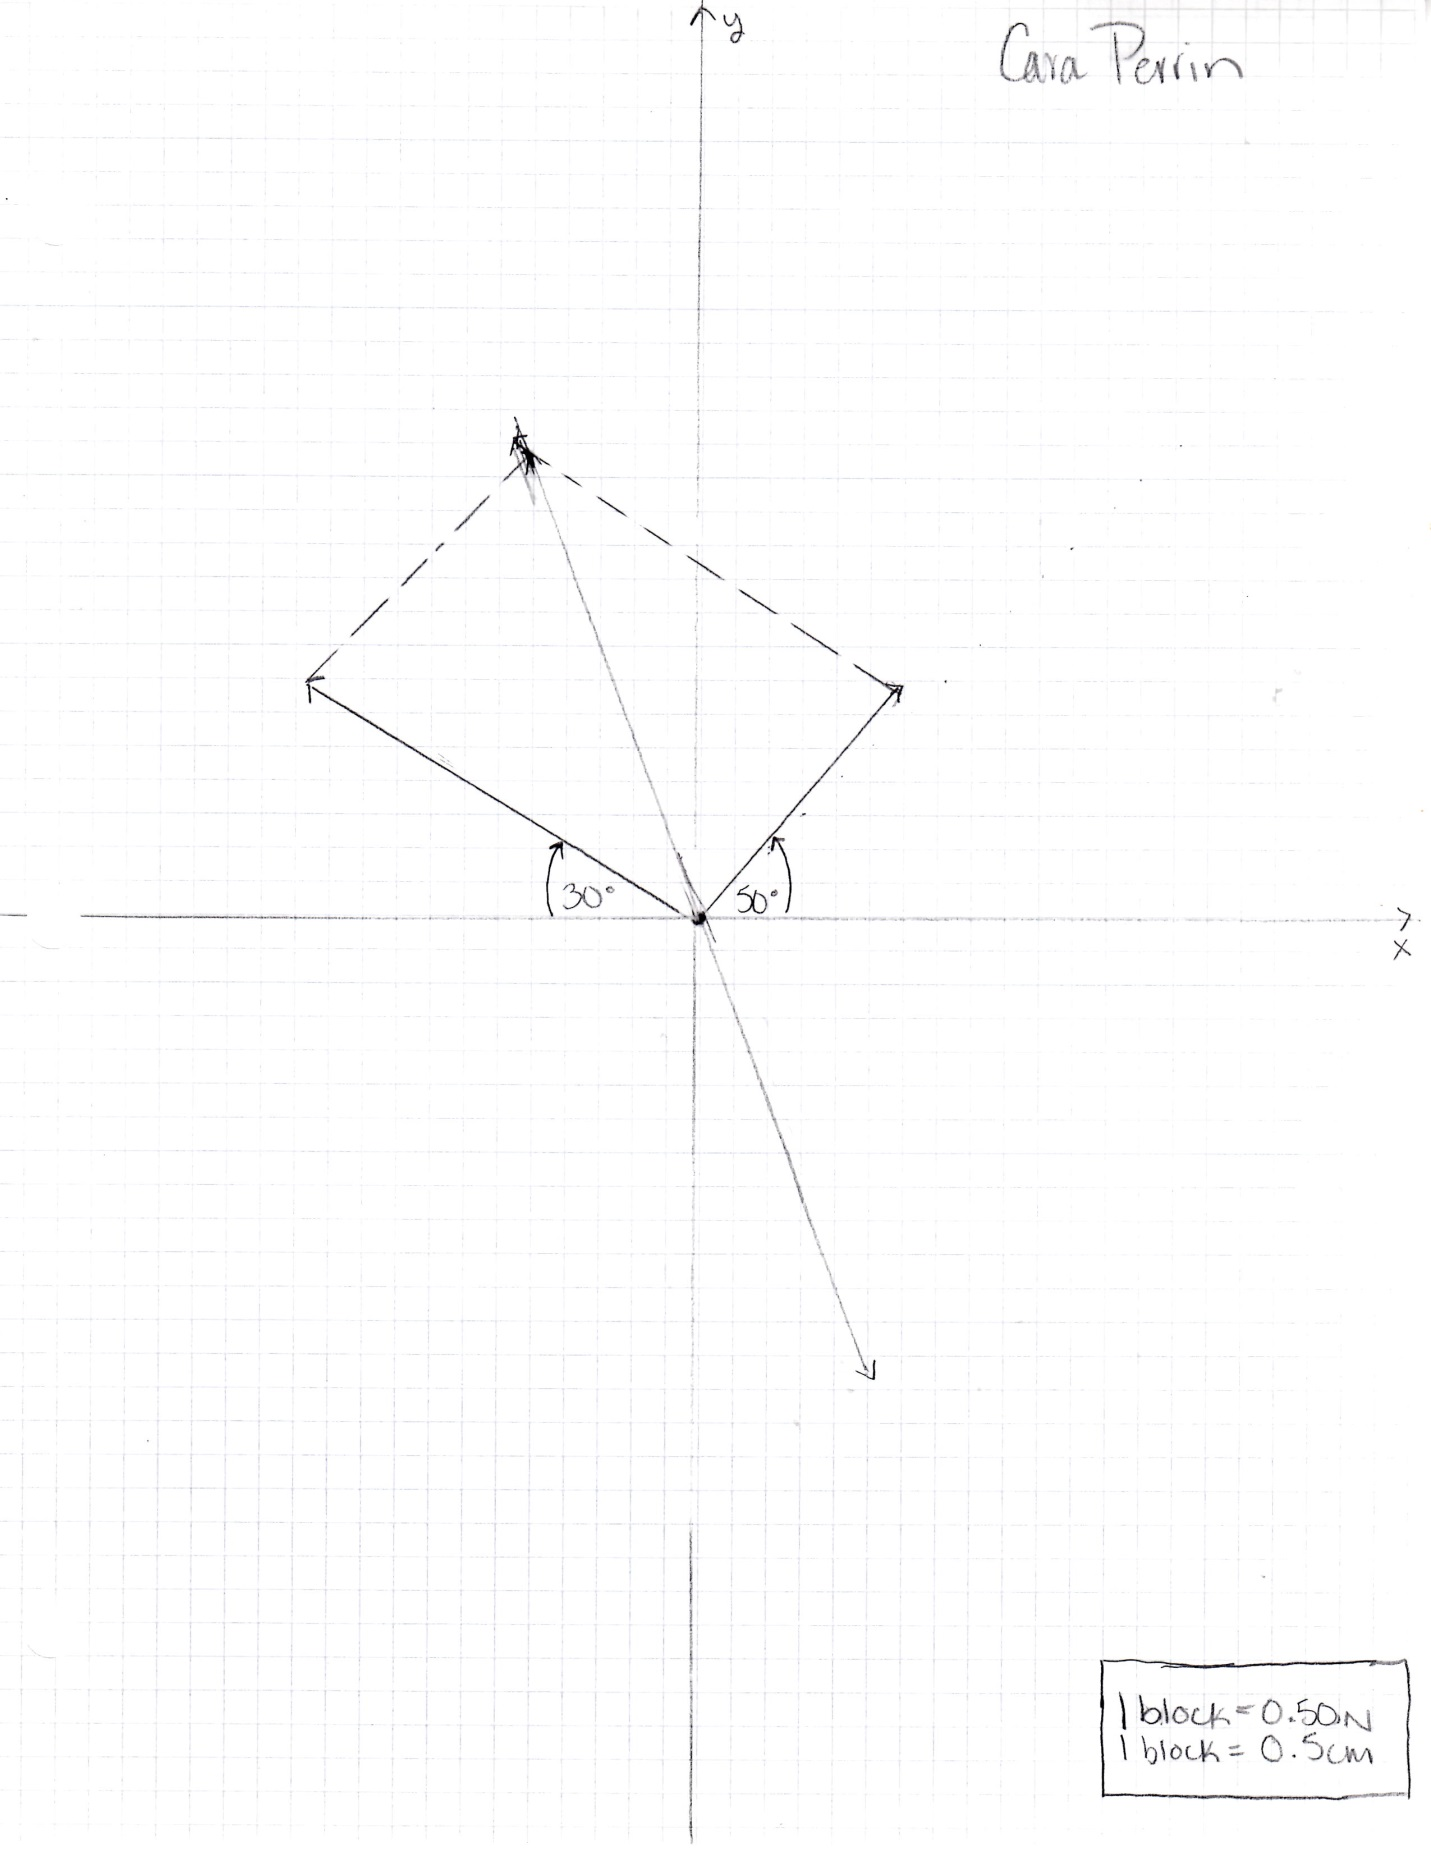 y
Cara Perrin
30°
50°
x
1 block = 0.50N
1 block = 0.5cm